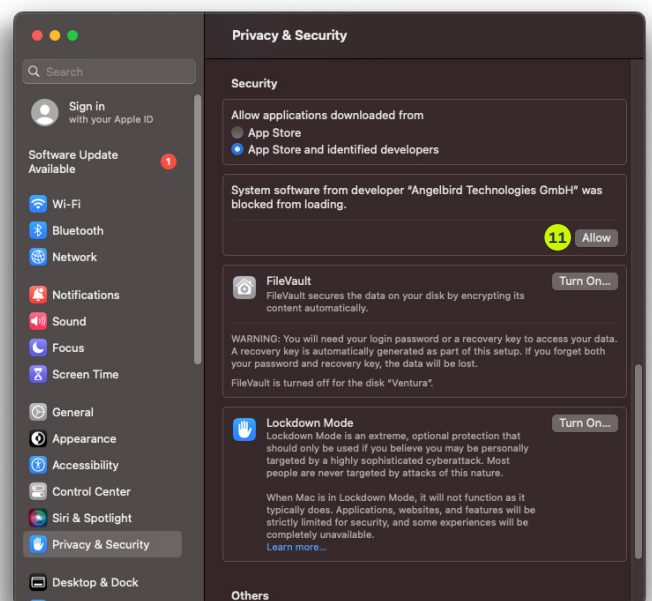 Privacy & Security
Search
Sign in
with your Apple ID
Software Update
Available
1
Wi-Fi
Bluetooth
Network
Notifications
Sound
Focus
Screen Time
General
Appearance
Accessibility
Control Center
Siri & Spotlight
Privacy & Security
Desktop & Dock
Security
Allow applications downloaded from
App Store
App Store and identified developers
System software from developer "Angelbird Technologies GmbH" was
blocked from loading.
11 Allow
FileVault
Turn On...
FileVault secures the data on your disk by encrypting its
content automatically.
WARNING: You will need your login password or a recovery key to access your data.
A recovery key is automatically generated as part of this setup. If you forget both
your password and recovery key, the data will be lost.
FileVault is turned off for the disk "Ventura".
Lockdown Mode
Turn On...
Lockdown Mode is an extreme, optional protection that
should only be used if you believe you may be personally
targeted by a highly sophisticated cyberattack. Most
people are never targeted by attacks of this nature.
When Mac is in Lockdown Mode, it will not function as it
typically does. Applications, websites, and features will be
strictly limited for security, and some experiences will be
completely unavailable.
Learn more...
Others